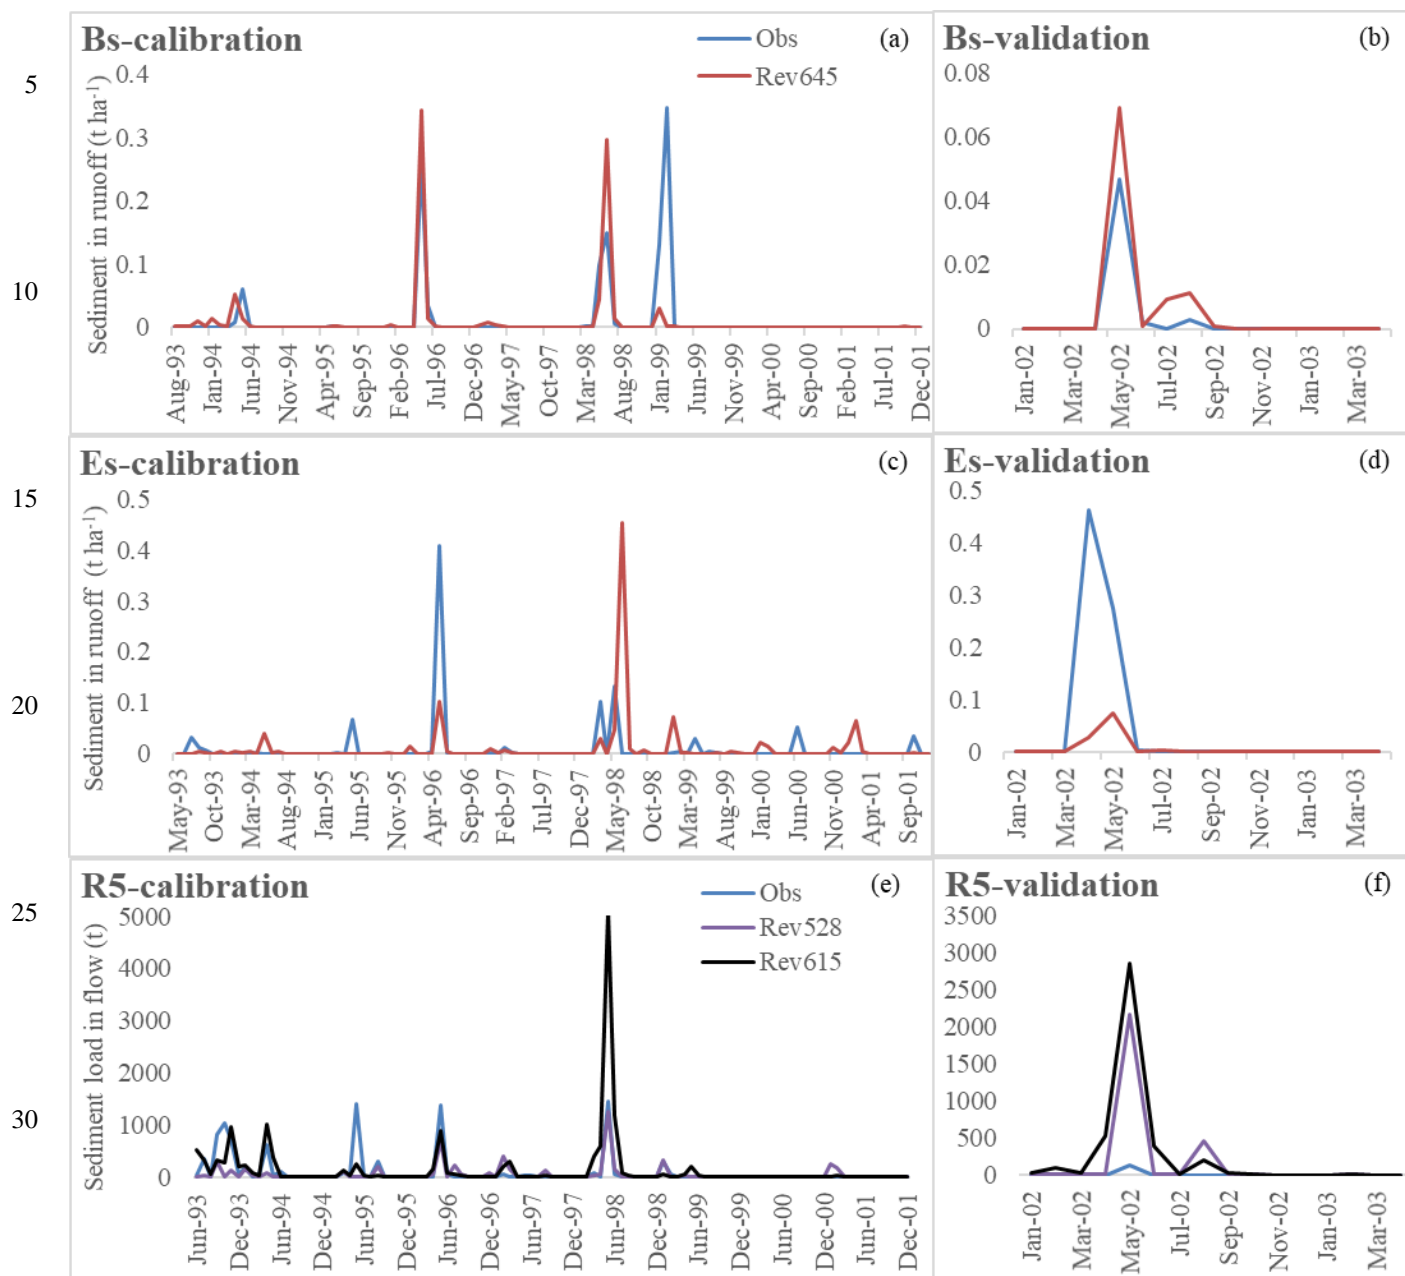 5
10
15
20
25
30
Bs-calibration
(a)
Obs
Rev645
Sediment in runoff (t ha⁻¹)
0.4
0.3
0.2
0.1
0
Aug-93
Jan-94
Jun-94
Nov-94
Apr-95
Sep-95
Feb-96
Jul-96
Dec-96
May-97
Oct-97
Mar-98
Aug-98
Jan-99
Jun-99
Nov-99
Apr-00
Sep-00
Feb-01
Jul-01
Dec-01
Bs-validation
(b)
0.08
0.06
0.04
0.02
0
Jan-02
Mar-02
May-02
Jul-02
Sep-02
Nov-02
Jan-03
Mar-03
Es-calibration
(c)
Sediment in runoff (t ha⁻¹)
0.5
0.4
0.3
0.2
0.1
0
May-93
Oct-93
Mar-94
Aug-94
Jan-95
Jun-95
Nov-95
Apr-96
Sep-96
Feb-97
Jul-97
Dec-97
May-98
Oct-98
Mar-99
Aug-99
Jan-00
Jun-00
Nov-00
Apr-01
Sep-01
Es-validation
(d)
0.5
0.4
0.3
0.2
0.1
0
Jan-02
Mar-02
May-02
Jul-02
Sep-02
Nov-02
Jan-03
Mar-03
R5-calibration
(e)
Obs
Rev528
Rev615
Sediment load in flow (t)
5000
4000
3000
2000
1000
0
Jun-93
Dec-93
Jun-94
Dec-94
Jun-95
Dec-95
Jun-96
Dec-96
Jun-97
Dec-97
Jun-98
Dec-98
Jun-99
Dec-99
Jun-00
Dec-00
Jun-01
Dec-01
R5-validation
(f)
3500
3000
2500
2000
1500
1000
500
0
Jan-02
Mar-02
May-02
Jul-02
Sep-02
Nov-02
Jan-03
Mar-03